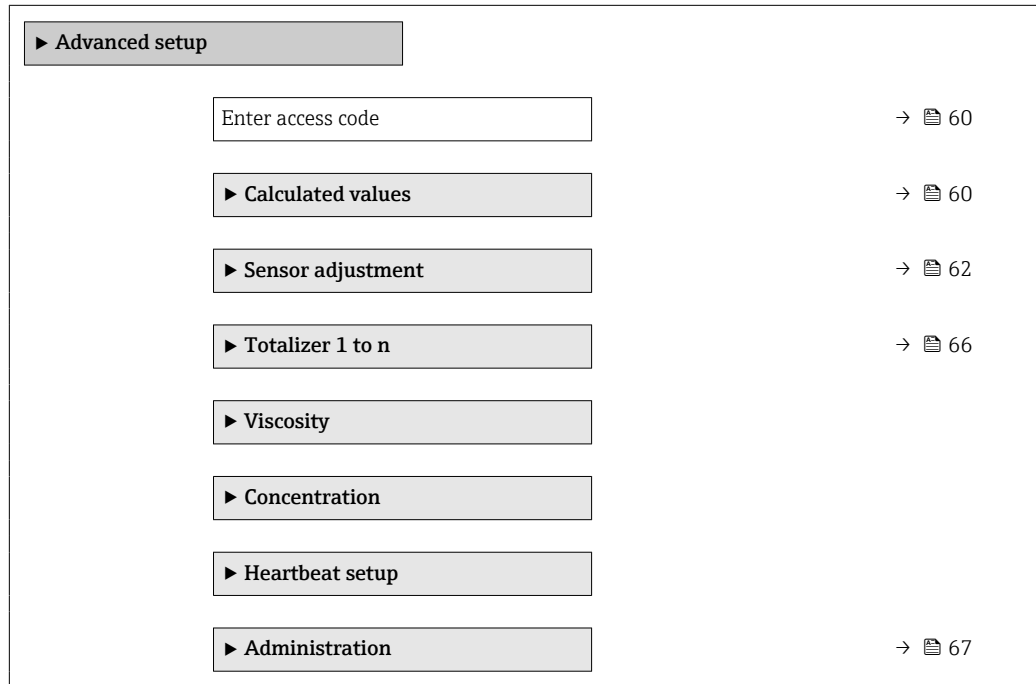 ▶ Advanced setup
Enter access code → 60
▶ Calculated values → 60
▶ Sensor adjustment → 62
▶ Totalizer 1 to n → 66
▶ Viscosity
▶ Concentration
▶ Heartbeat setup
▶ Administration → 67